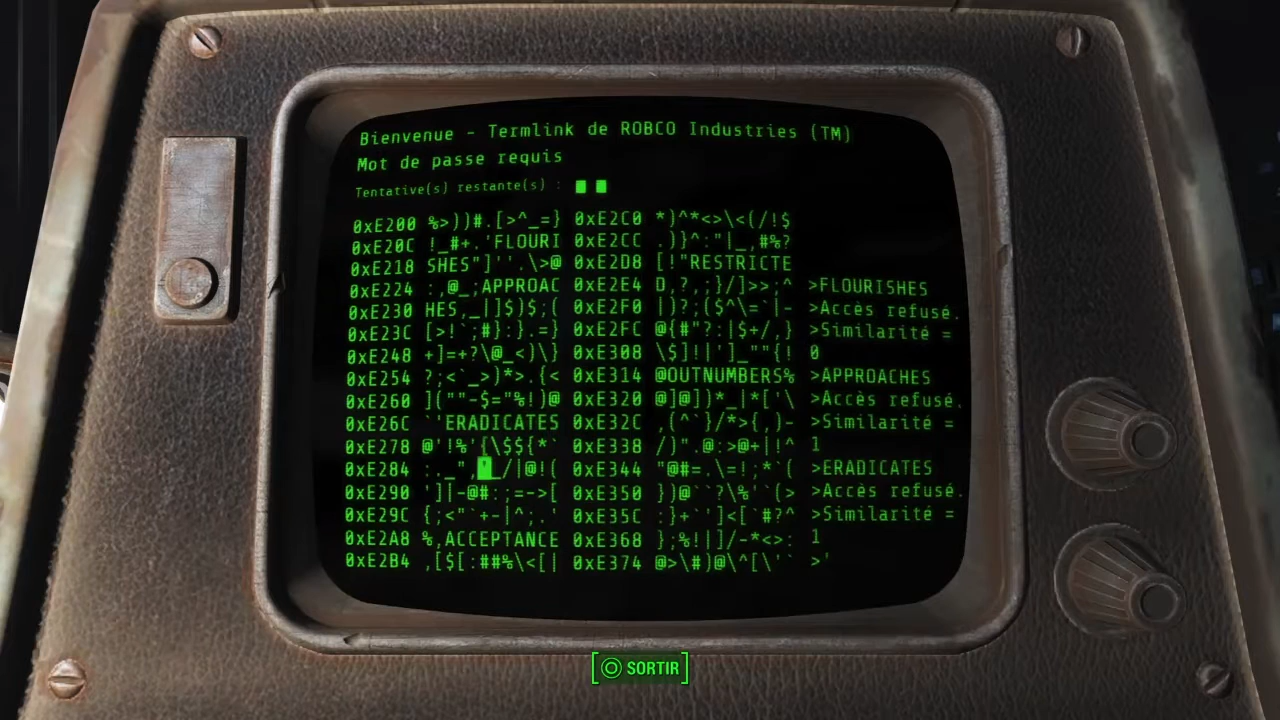 Bienvenue - Termlink de ROBCO Industries (TM)
Mot de passe requis
Tentative(s) restante(s) : ■ ■
0xE200 %>))#.[>^_=} 0xE2C0 *)^*<>\<(/!$
0xE20C !_#+.'FLOURI 0xE2CC .)}^:"|_,#%?
0xE218 SHES"]''.\>@ 0xE2D8 [!"RESTRICTE
0xE224 :,@_;APPROAC 0xE2E4 D,?,;}/]>>;^ >FLOURISHES
0xE230 HES,_|]$)$;( 0xE2F0 |)?;($^\=`|- >Accès refusé.
0xE23C [>!`;#}:}.=} 0xE2FC @{#"?:|$+/,} >Similarité =
0xE248 +]=+?\@_<)\} 0xE308 \$]!|']_""{! 0
0xE254 ?;<`_>)*>.{< 0xE314 @OUTNUMBERS% >APPROACHES
0xE260 ](""-$="%!)@ 0xE320 @]@])*_|*['\ >Accès refusé.
0xE26C `'ERADICATES 0xE32C ,(^`}/*>{,)- >Similarité =
0xE278 @'!%'{\$${*` 0xE338 /)".@:>@+|!^ 1
0xE284 :._",'_/|@!( 0xE344 "@#=.\=!;*`( >ERADICATES
0xE290 ']|-@#:;=->[ 0xE350 })@``?\%'`(> >Accès refusé.
0xE29C {;<"`+-|^;.' 0xE35C :}+`']<[`#?^ >Similarité =
0xE2A8 %,ACCEPTANCE 0xE368 };%!|]/-*<>: 1
0xE2B4 ,[$[:##%\<[| 0xE374 @>\#)@\^[\'` >'
SORTIR